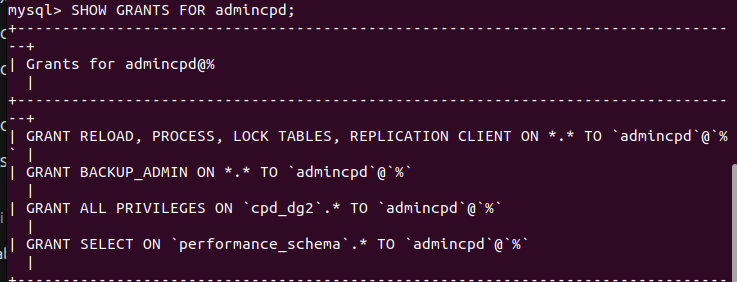 mysql> SHOW GRANTS FOR admincpd;
+------------------------------------------------------------------------------
--+
| Grants for admincpd@%
  |
+------------------------------------------------------------------------------
--+
| GRANT RELOAD, PROCESS, LOCK TABLES, REPLICATION CLIENT ON *.* TO `admincpd`@`%
` |
| GRANT BACKUP_ADMIN ON *.* TO `admincpd`@`%`
  |
| GRANT ALL PRIVILEGES ON `cpd_dg2`.* TO `admincpd`@`%`
  |
| GRANT SELECT ON `performance_schema`.* TO `admincpd`@`%`
  |
+------------------------------------------------------------------------------